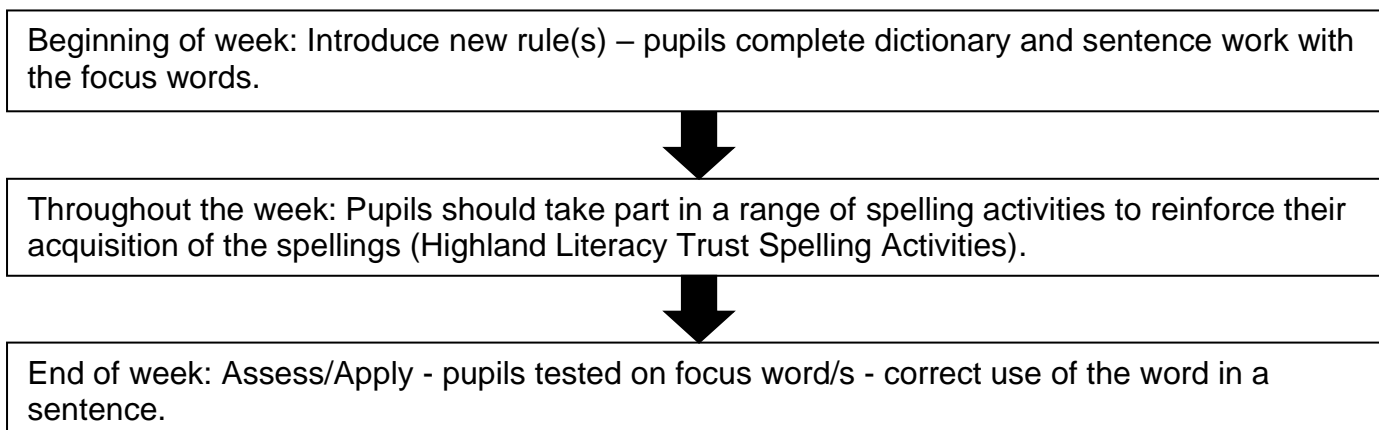 Beginning of week: Introduce new rule(s) – pupils complete dictionary and sentence work with
the focus words.
Throughout the week: Pupils should take part in a range of spelling activities to reinforce their
acquisition of the spellings (Highland Literacy Trust Spelling Activities).
End of week: Assess/Apply - pupils tested on focus word/s - correct use of the word in a
sentence.